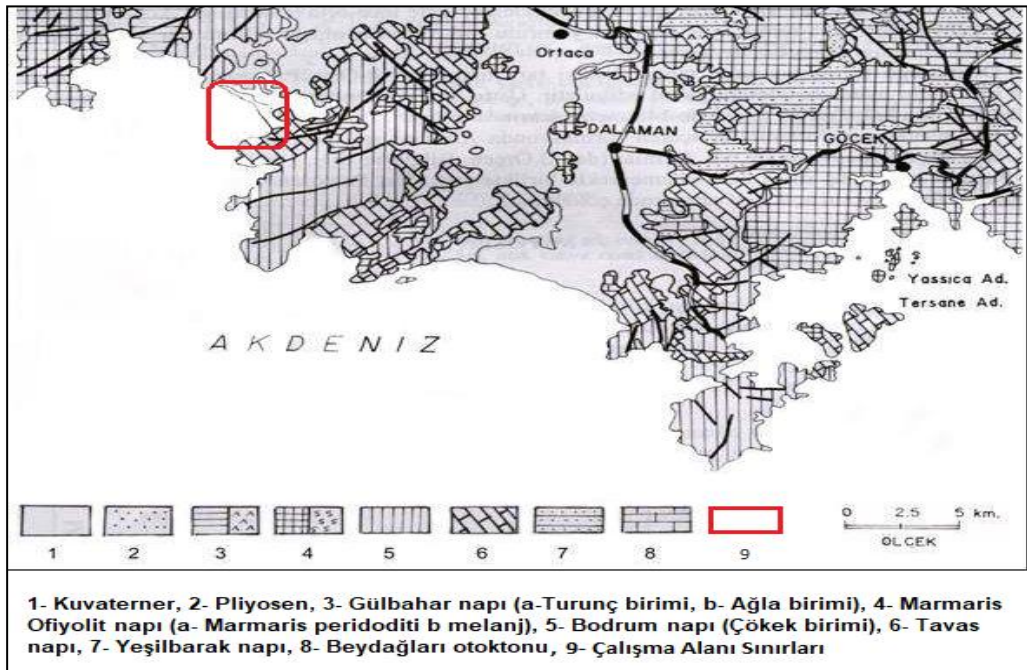 Ortaca
DALAMAN
GÖCEK
Yassıca Ad.
Tersane Ad.
AKDENİZ
1 2 3 4 5 6 7 8 9
0 2.5 5 km.
ÖLÇEK
1- Kuvaterner, 2- Pliyosen, 3- Gülbahar napı (a-Turunç birimi, b- Ağla birimi), 4- Marmaris
Ofiyolit napı (a- Marmaris peridoditi b melanj), 5- Bodrum napı (Çökek birimi), 6- Tavas
napı, 7- Yeşilbarak napı, 8- Beydağları otoktonu, 9- Çalışma Alanı Sınırları